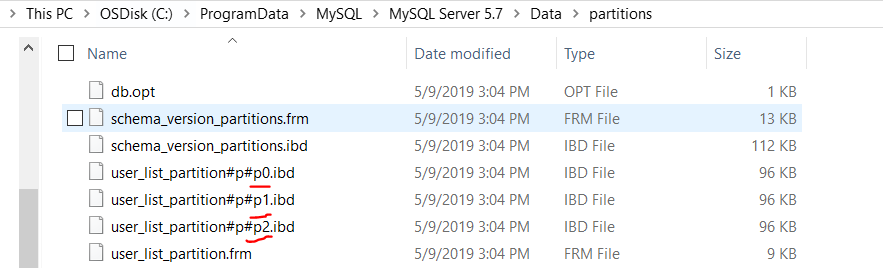 This PC > OSDisk (C:) > ProgramData > MySQL > MySQL Server 5.7 > Data > partitions
Name Date modified Type Size
db.opt 5/9/2019 3:04 PM OPT File 1 KB
schema_version_partitions.frm 5/9/2019 3:04 PM FRM File 13 KB
schema_version_partitions.ibd 5/9/2019 3:04 PM IBD File 112 KB
user_list_partition#p#p0.ibd 5/9/2019 3:04 PM IBD File 96 KB
user_list_partition#p#p1.ibd 5/9/2019 3:04 PM IBD File 96 KB
user_list_partition#p#p2.ibd 5/9/2019 3:04 PM IBD File 96 KB
user_list_partition.frm 5/9/2019 3:04 PM FRM File 9 KB